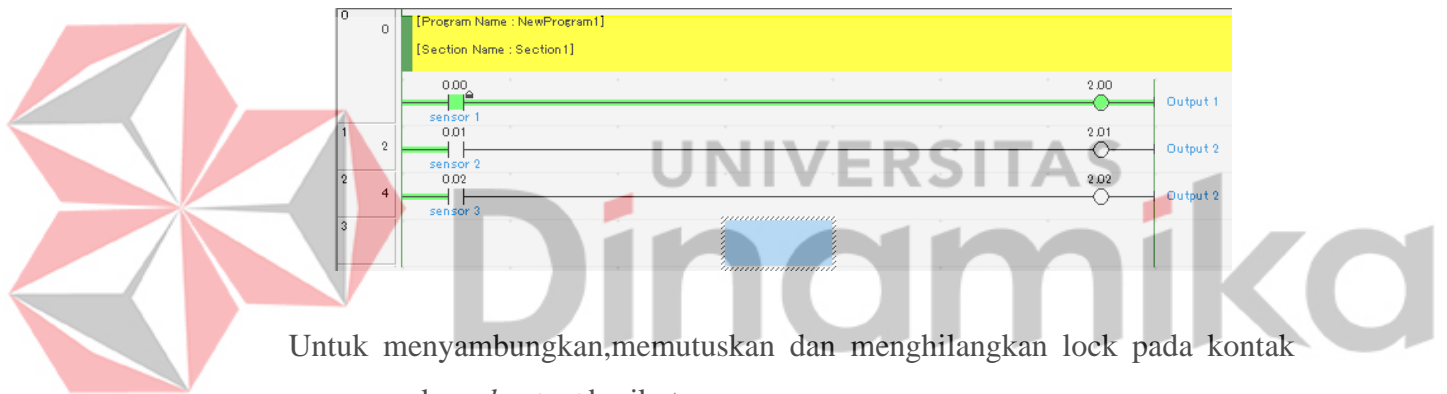 0
0
[Program Name : NewProgram1]
[Section Name : Section1]
0.00
2.00
Output 1
sensor 1
1
2
0.01
2.01
Output 2
sensor 2
2
4
0.02
2.02
Output 2
sensor 3
3
UNIVERSITAS
Dinamika
Untuk menyambungkan,memutuskan dan menghilangkan lock pada kontak